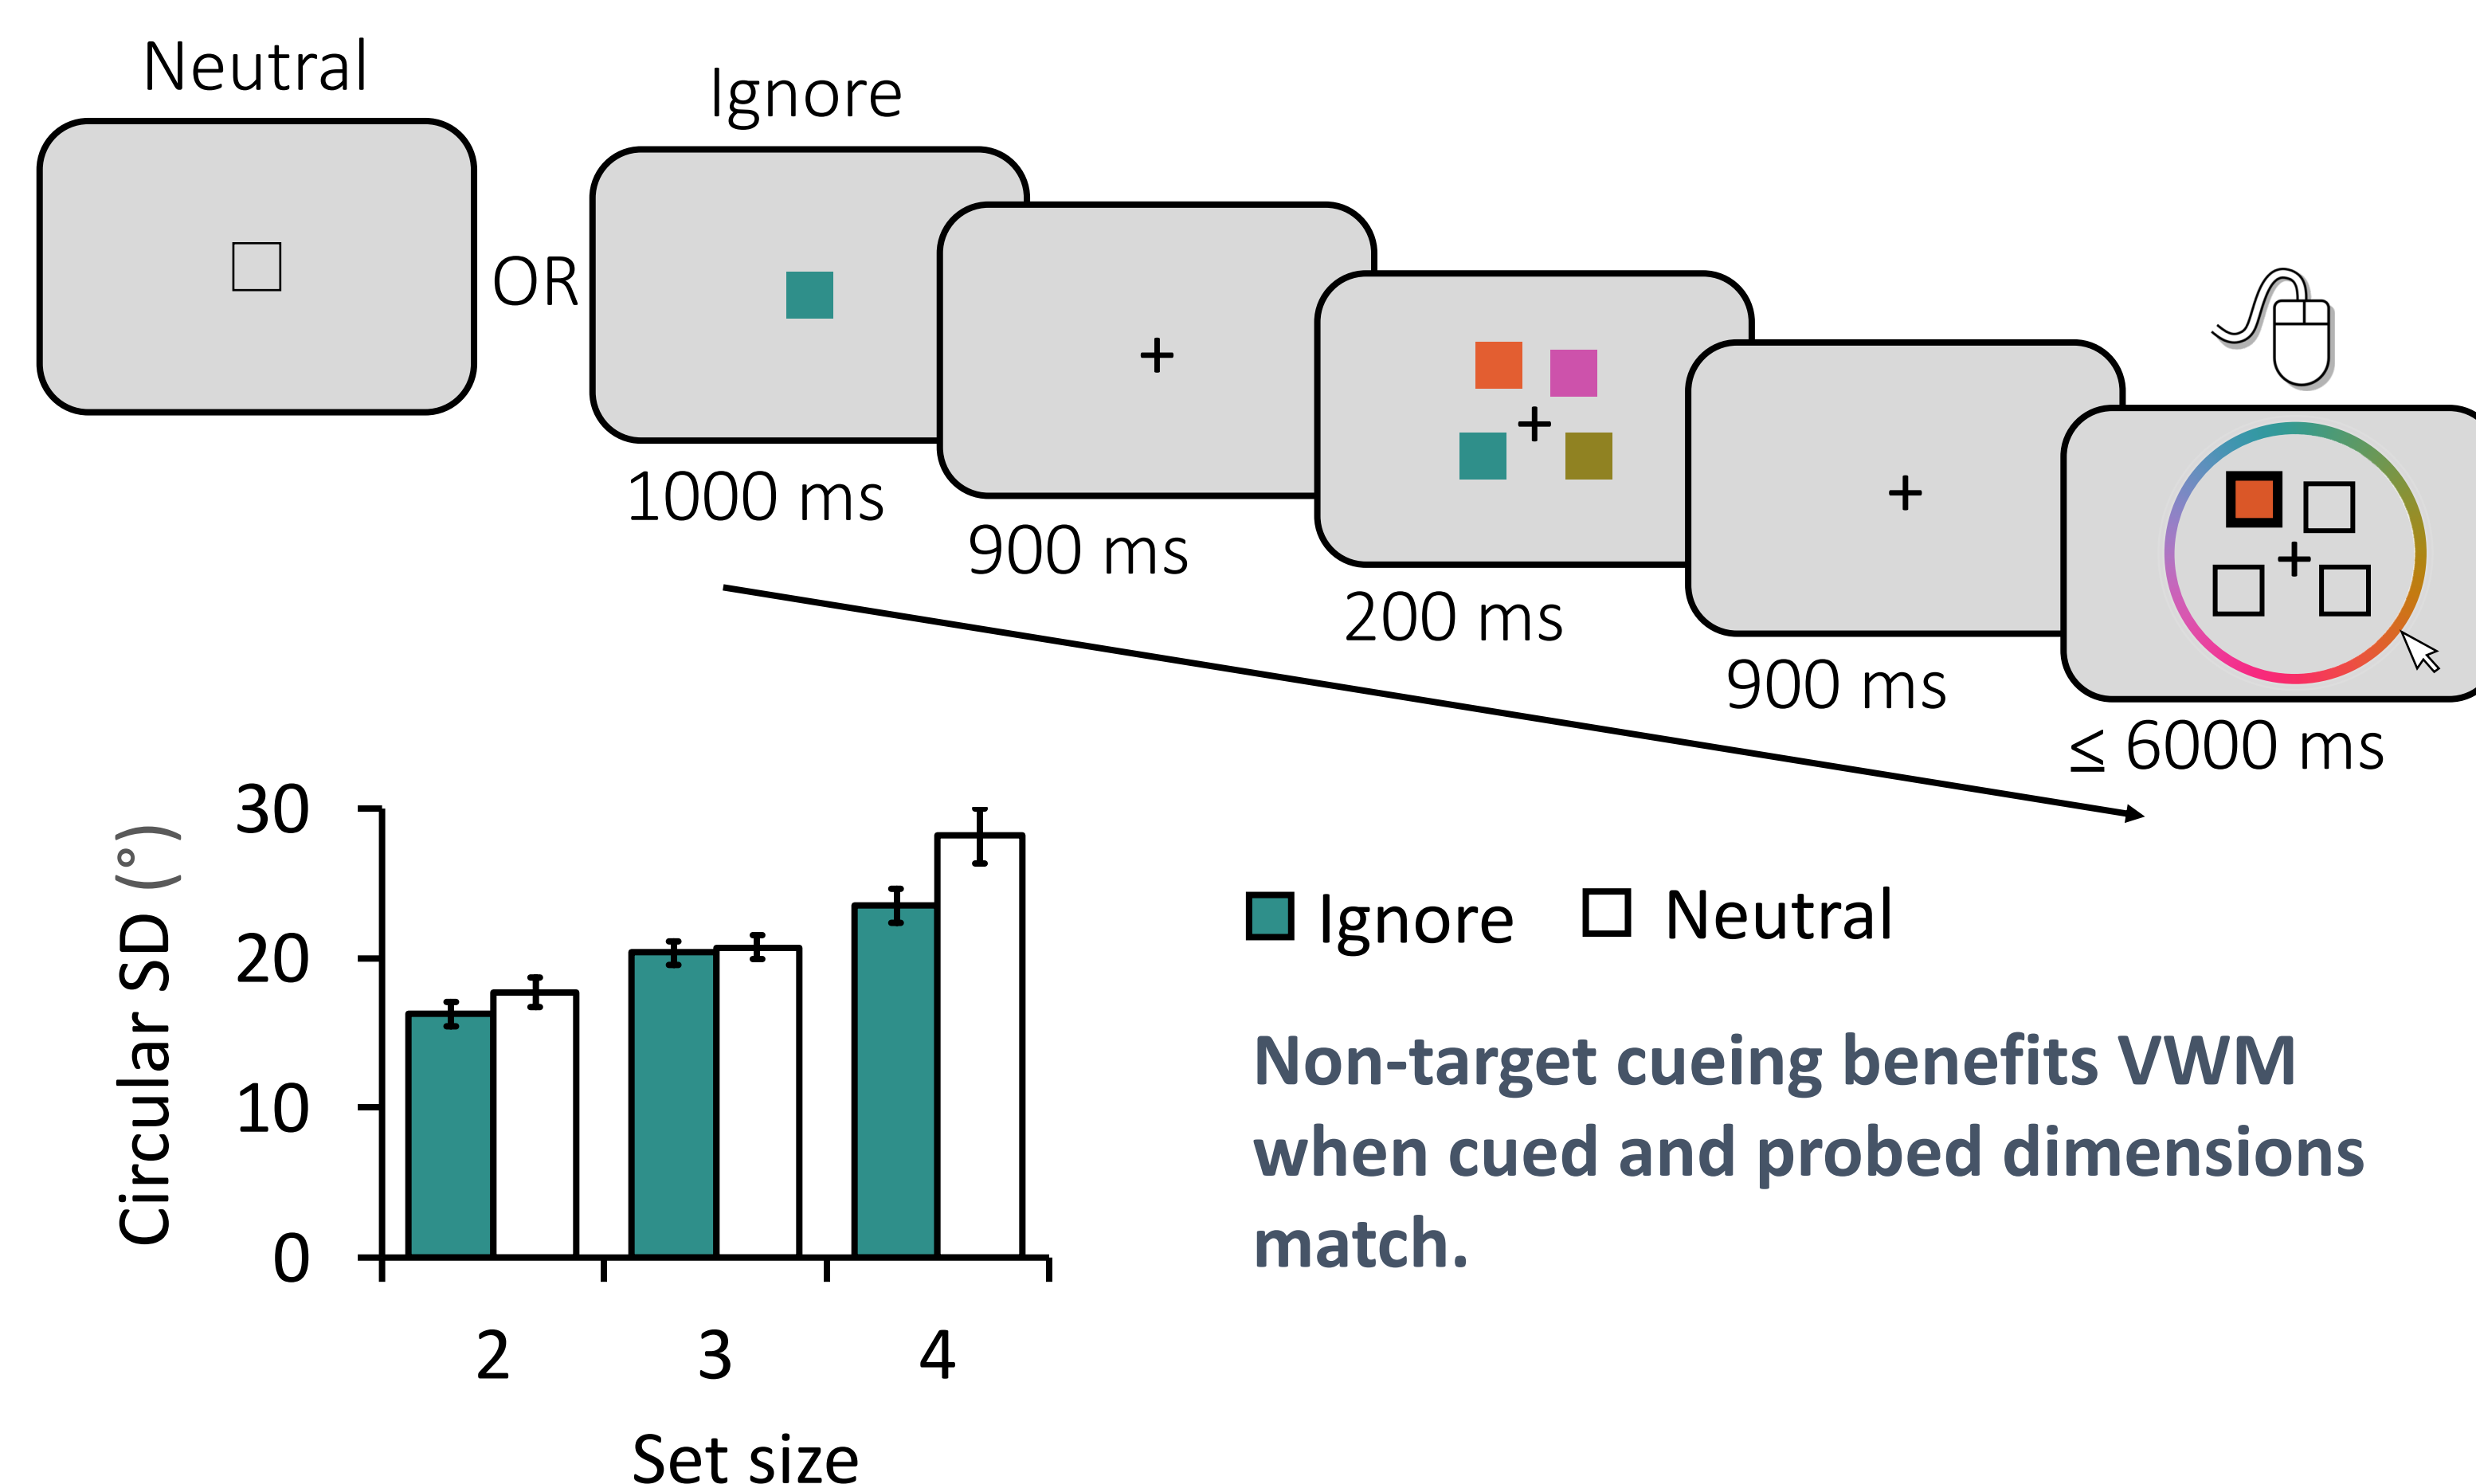 Neutral
Ignore
OR
1000 ms
900 ms
200 ms
900 ms
≤ 6000 ms
Circular SD (°)
30
20
10
0
2
3
4
Set size
Ignore
Neutral
Non-target cueing benefits VWM
when cued and probed dimensions
match.